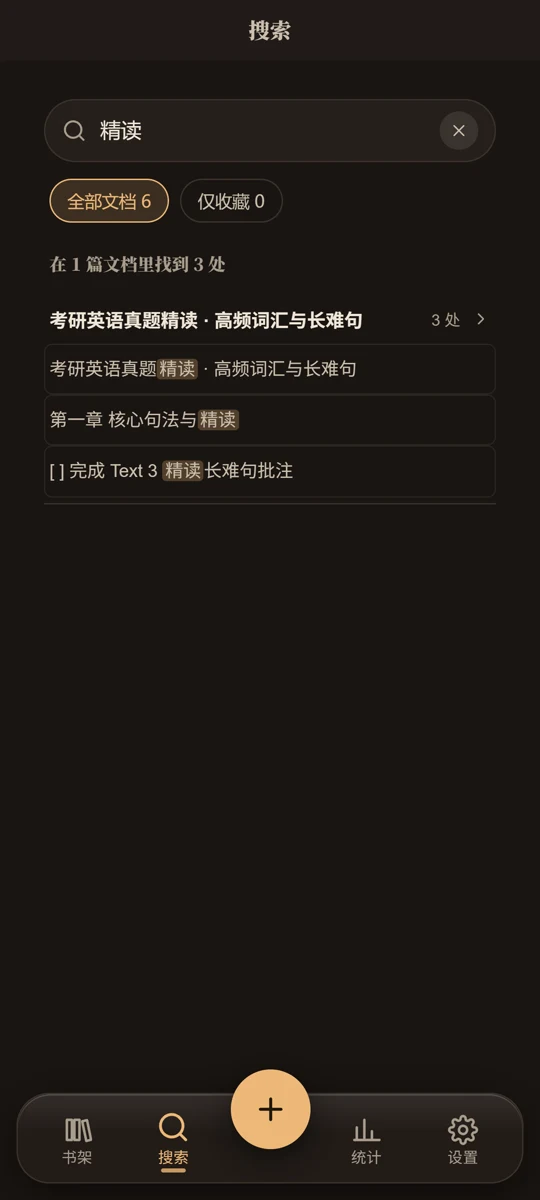 搜索
精读
全部文档 6
仅收藏 0
在 1 篇文档里找到 3 处
考研英语真题精读 · 高频词汇与长难句
3 处
考研英语真题精读 · 高频词汇与长难句
第一章 核心句法与精读
[ ] 完成 Text 3 精读长难句批注
书架
搜索
统计
设置